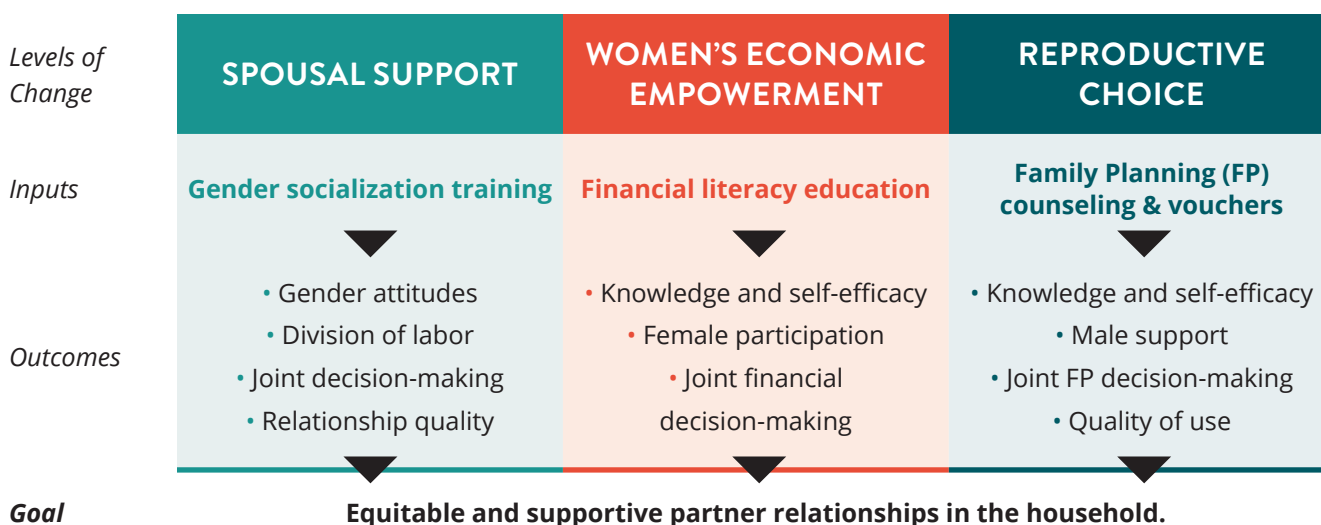 Levels of
Change
SPOUSAL SUPPORT
WOMEN'S ECONOMIC
EMPOWERMENT
REPRODUCTIVE
CHOICE
Inputs
Gender socialization training
Financial literacy education
Family Planning (FP)
counseling & vouchers
Outcomes
• Gender attitudes
• Division of labor
• Joint decision-making
• Relationship quality
• Knowledge and self-efficacy
• Female participation
• Joint financial
decision-making
• Knowledge and self-efficacy
• Male support
• Joint FP decision-making
• Quality of use
Goal
Equitable and supportive partner relationships in the household.